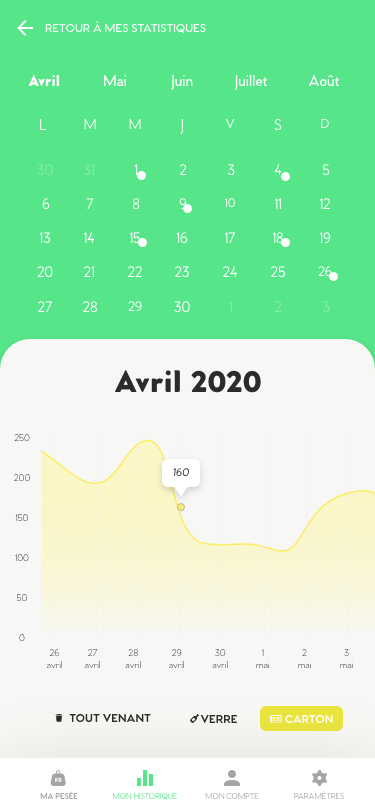 RETOUR À MES STATISTIQUES
Avril Mai Juin Juillet Août
L M M J V S D
30 31 1 2 3 4 5
6 7 8 9 10 11 12
13 14 15 16 17 18 19
20 21 22 23 24 25 26
27 28 29 30 1 2 3
Avril 2020
250
200
160
150
100
50
0
26 27 28 29 30 1 2 3
avril avril avril avril avril mai mai mai
TOUT VENANT VERRE CARTON
KG
MA PESÉE MON HISTORIQUE MON COMPTE PARAMÈTRES